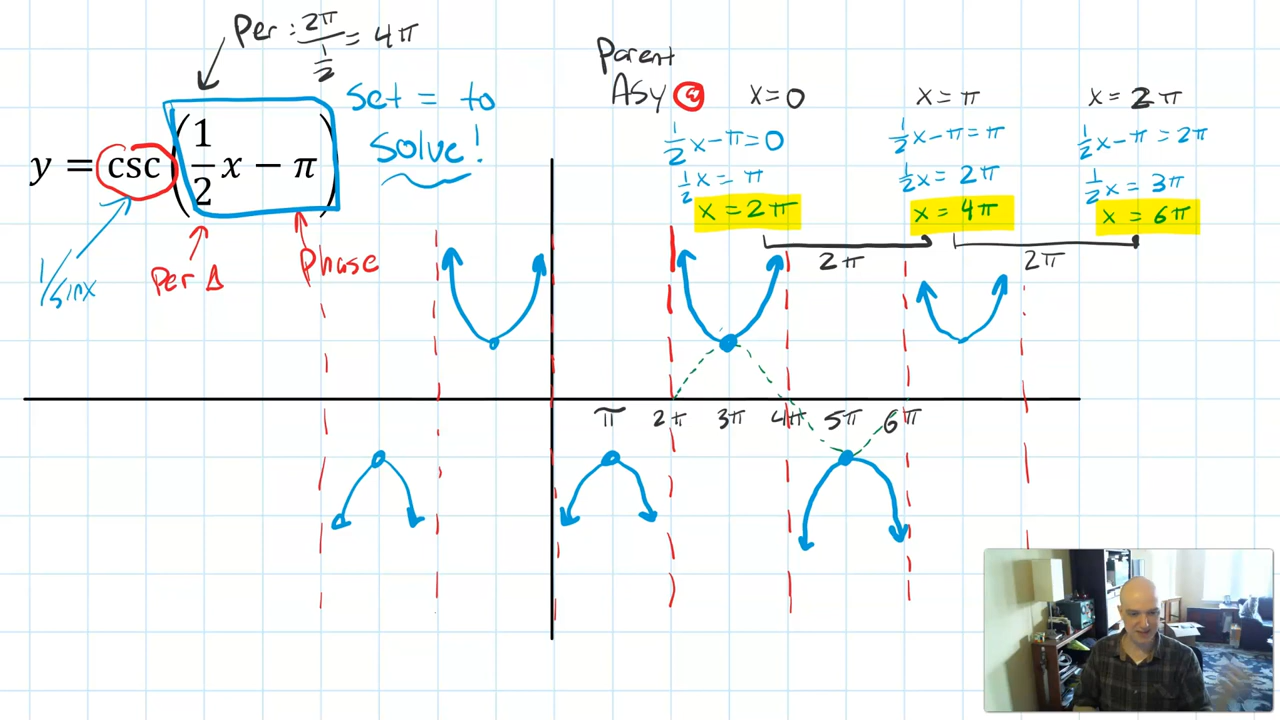 Per: 2π / 1/2 = 4π
y = csc(1/2 x − π)
Set = to
Solve!
1/sinx
Per Δ
Phase
Parent
Asy @ x=0 x=π x=2π
1/2x−π=0 1/2x−π=π 1/2x−π=2π
1/2x=π 1/2x=2π 1/2x=3π
x=2π x=4π x=6π
2π 2π
π 2π 3π 4π 5π 6π